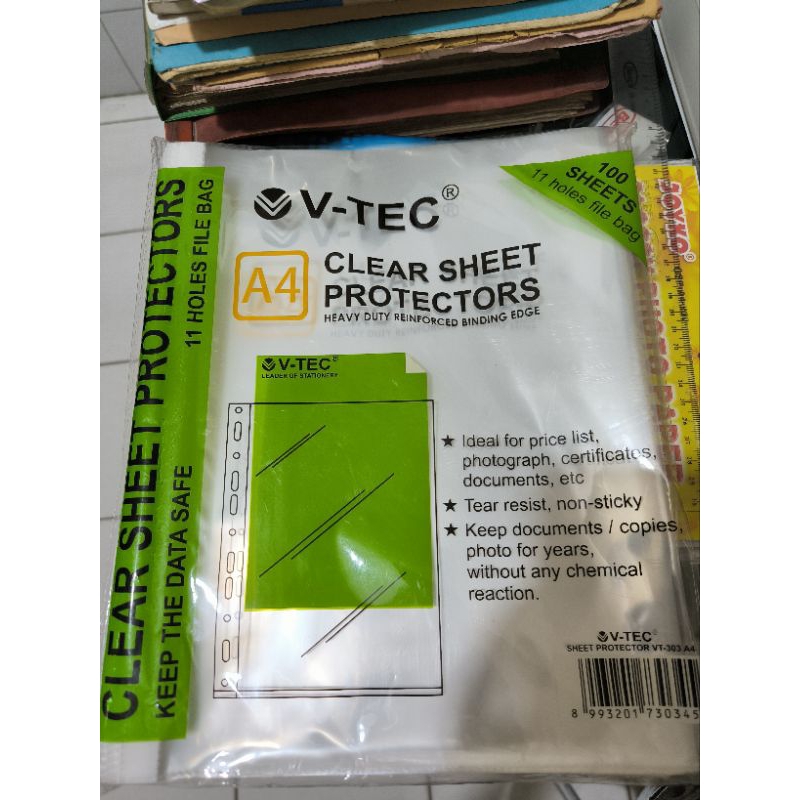 V-TEC®
100
SHEETS
11 holes file bag
A4
CLEAR SHEET
PROTECTORS
HEAVY DUTY REINFORCED BINDING EDGE
CLEAR SHEET PROTECTORS
11 HOLES FILE BAG
KEEP THE DATA SAFE
V-TEC®
LEADER OF STATIONERY
★ Ideal for price list,
photograph, certificates,
documents, etc
★ Tear resist, non-sticky
★ Keep documents / copies,
photo for years,
without any chemical
reaction.
V-TEC®
SHEET PROTECTOR VT-303 A4
8 993201 730345
JOYKO®